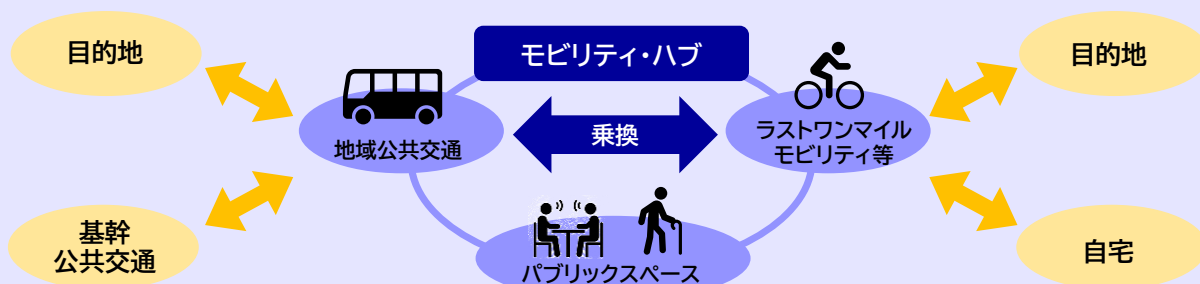 モビリティ・ハブ
目的地
目的地
地域公共交通
乗換
ラストワンマイル
モビリティ等
基幹
公共交通
パブリックスペース
自宅